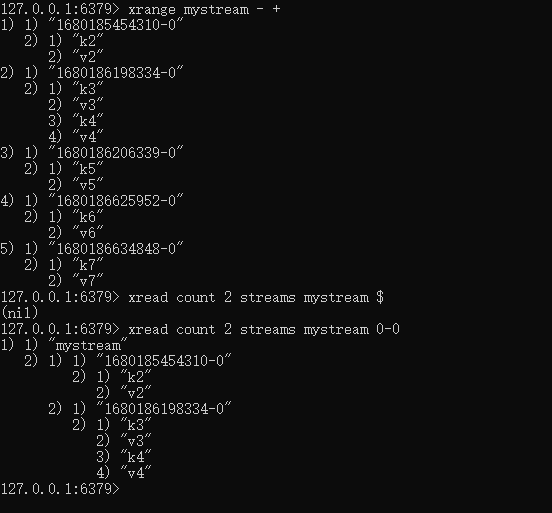 127.0.0.1:6379> xrange mystream - +
1) 1) "1680185454310-0"
   2) 1) "k2"
      2) "v2"
2) 1) "1680186198334-0"
   2) 1) "k3"
      2) "v3"
      3) "k4"
      4) "v4"
3) 1) "1680186206339-0"
   2) 1) "k5"
      2) "v5"
4) 1) "1680186625952-0"
   2) 1) "k6"
      2) "v6"
5) 1) "1680186634848-0"
   2) 1) "k7"
      2) "v7"
127.0.0.1:6379> xread count 2 streams mystream $
(nil)
127.0.0.1:6379> xread count 2 streams mystream 0-0
1) 1) "mystream"
   2) 1) 1) "1680185454310-0"
         2) 1) "k2"
            2) "v2"
      2) 1) "1680186198334-0"
         2) 1) "k3"
            2) "v3"
            3) "k4"
            4) "v4"
127.0.0.1:6379>